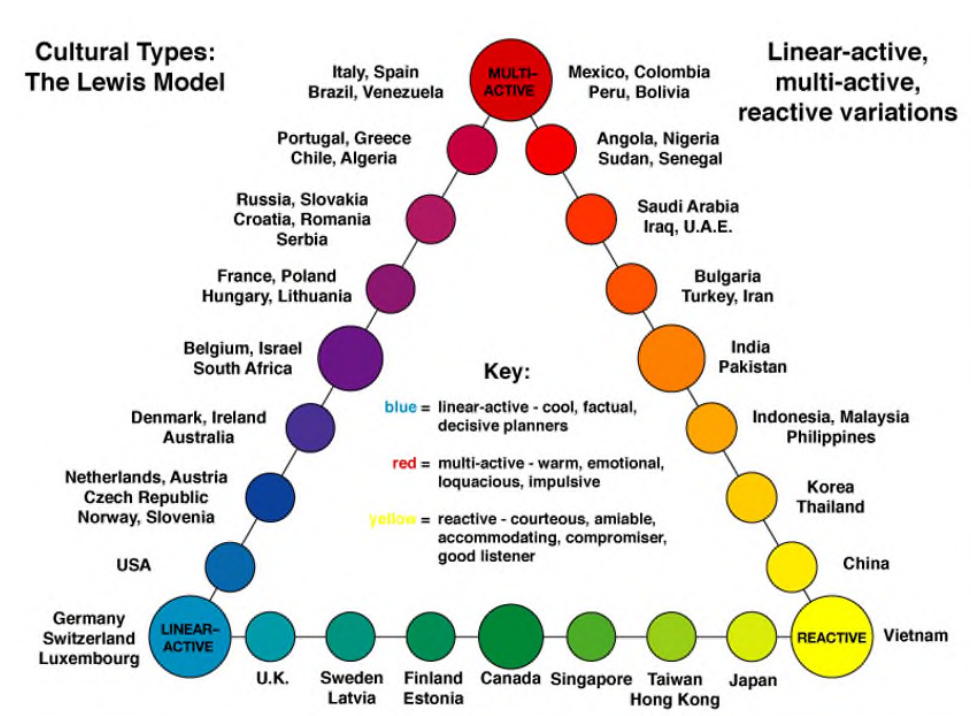 Cultural Types:
The Lewis Model
Linear-active,
multi-active,
reactive variations
MULTI-
ACTIVE
Italy, Spain
Brazil, Venezuela
Mexico, Colombia
Peru, Bolivia
Portugal, Greece
Chile, Algeria
Angola, Nigeria
Sudan, Senegal
Russia, Slovakia
Croatia, Romania
Serbia
Saudi Arabia
Iraq, U.A.E.
France, Poland
Hungary, Lithuania
Bulgaria
Turkey, Iran
Belgium, Israel
South Africa
India
Pakistan
Key:
blue = linear-active - cool, factual,
decisive planners
red = multi-active - warm, emotional,
loquacious, impulsive
yellow = reactive - courteous, amiable,
accommodating, compromiser,
good listener
Denmark, Ireland
Australia
Indonesia, Malaysia
Philippines
Netherlands, Austria
Czech Republic
Norway, Slovenia
Korea
Thailand
USA
China
Germany
Switzerland
Luxembourg
LINEAR-
ACTIVE
REACTIVE
Vietnam
U.K.
Sweden
Latvia
Finland
Estonia
Canada
Singapore
Taiwan
Hong Kong
Japan